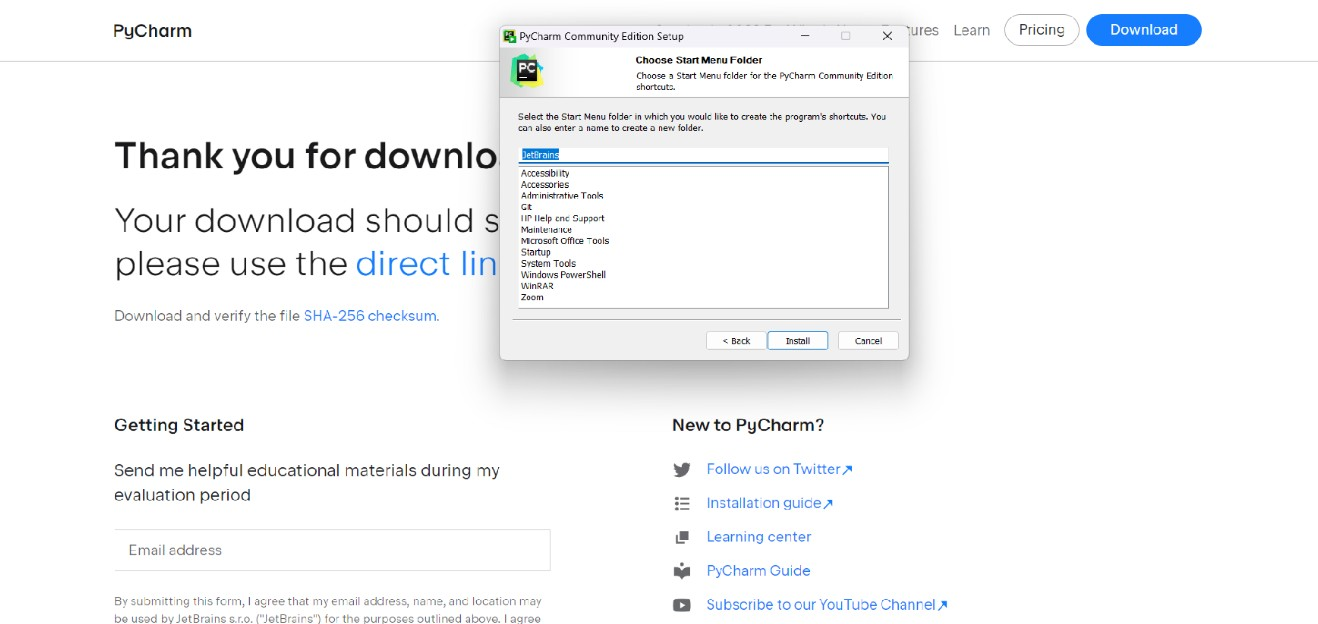 PyCharm
tures
Learn
Pricing
Download
PyCharm Community Edition Setup
PC
Choose Start Menu Folder
Choose a Start Menu folder for the PyCharm Community Edition
shortcuts.
Select the Start Menu folder in which you would like to create the program's shortcuts. You
can also enter a name to create a new folder.
JetBrains
Accessibility
Accessories
Administrative Tools
Git
HP Help and Support
Maintenance
Microsoft Office Tools
Startup
System Tools
Windows PowerShell
WinRAR
Zoom
< Back
Install
Cancel
Thank you for downlo
Your download should s
please use the direct lin
Download and verify the file SHA-256 checksum.
Getting Started
Send me helpful educational materials during my
evaluation period
Email address
By submitting this form, I agree that my email address, name, and location may
be used by JetBrains s.r.o. ("JetBrains") for the purposes outlined above. I agree
New to PyCharm?
Follow us on Twitter↗
Installation guide↗
Learning center
PyCharm Guide
Subscribe to our YouTube Channel↗